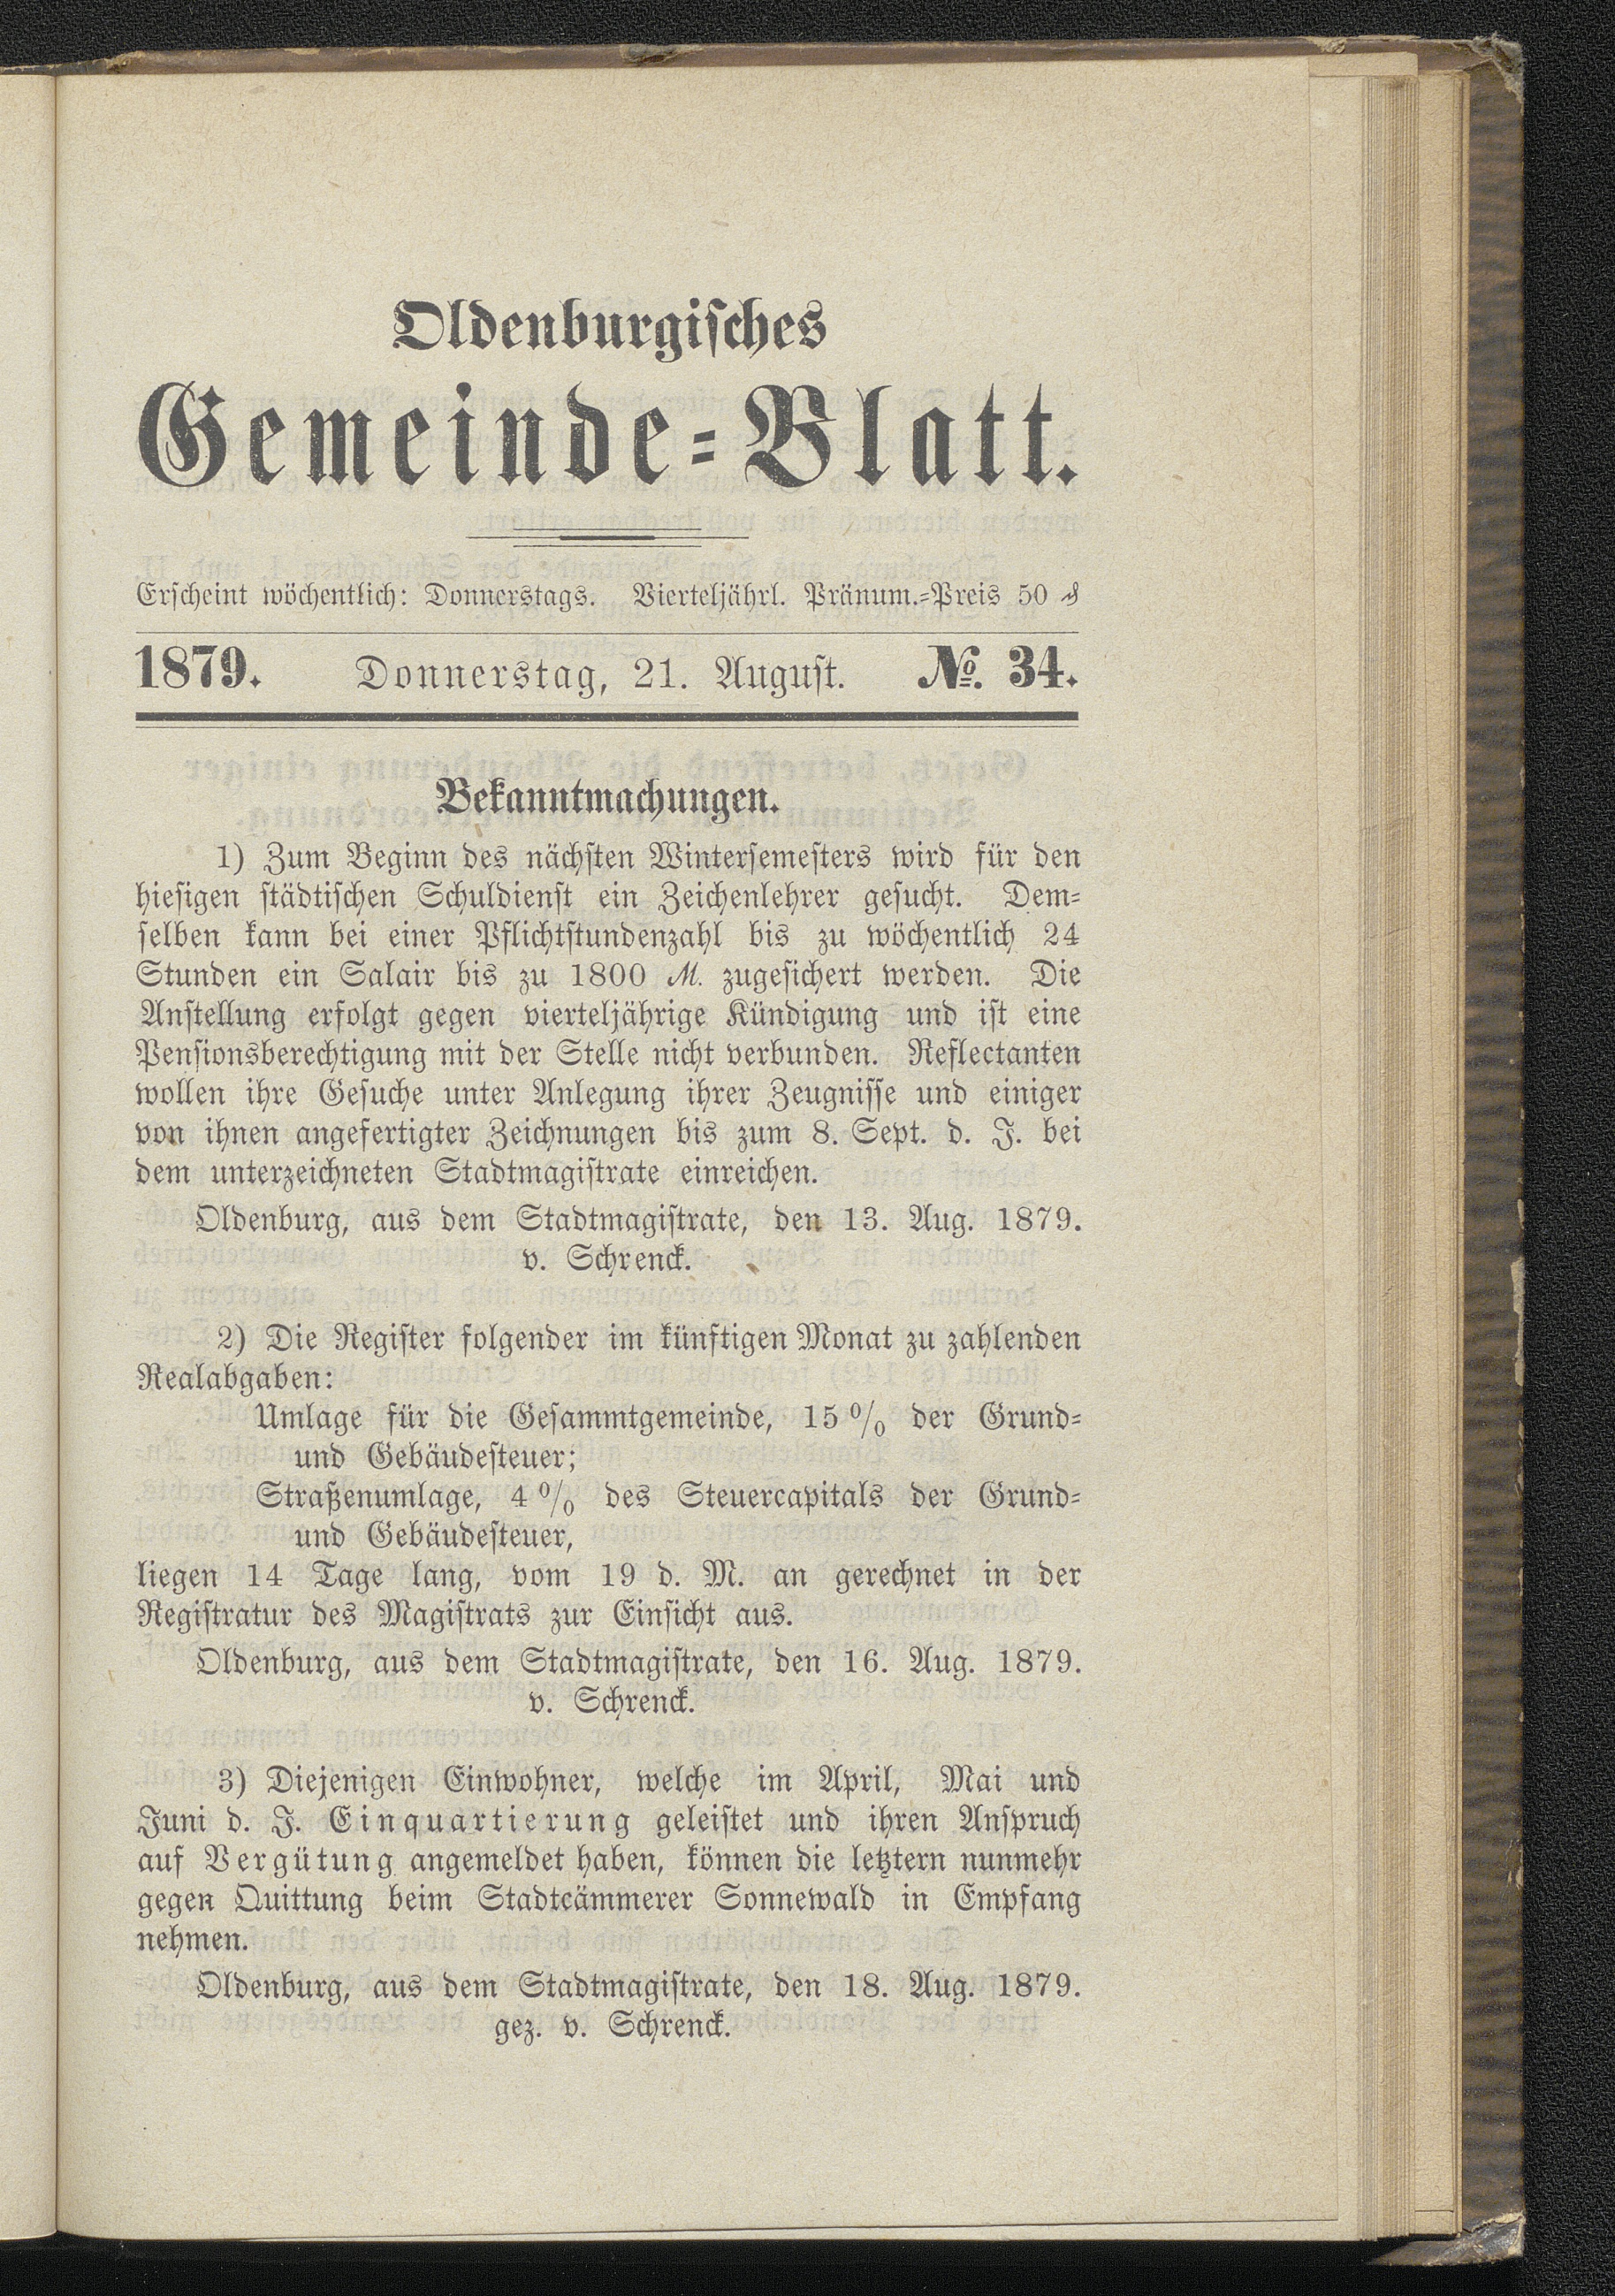 Oldenburgisches
Gemeinde-Blatt.
Erscheint wöchentlich: Donnerstags. Vierteljährl. Pränum.-Preis 50 ₰
1879. Donnerstag, 21. August. №. 34.
Bekanntmachungen.
1) Zum Beginn des nächsten Wintersemesters wird für den
hiesigen städtischen Schuldienst ein Zeichenlehrer gesucht. Dem-
selben kann bei einer Pflichtstundenzahl bis zu wöchentlich 24
Stunden ein Salair bis zu 1800 M. zugesichert werden. Die
Anstellung erfolgt gegen vierteljährige Kündigung und ist eine
Pensionsberechtigung mit der Stelle nicht verbunden. Reflectanten
wollen ihre Gesuche unter Anlegung ihrer Zeugnisse und einiger
von ihnen angefertigter Zeichnungen bis zum 8. Sept. d. J. bei
dem unterzeichneten Stadtmagistrate einreichen.
Oldenburg, aus dem Stadtmagistrate, den 13. Aug. 1879.
v. Schrenck.
2) Die Register folgender im künftigen Monat zu zahlenden
Realabgaben:
Umlage für die Gesammtgemeinde, 15 % der Grund-
und Gebäudesteuer;
Straßenumlage, 4 % des Steuercapitals der Grund-
und Gebäudesteuer,
liegen 14 Tage lang, vom 19 d. M. an gerechnet in der
Registratur des Magistrats zur Einsicht aus.
Oldenburg, aus dem Stadtmagistrate, den 16. Aug. 1879.
v. Schrenck.
3) Diejenigen Einwohner, welche im April, Mai und
Juni d. J. Einquartierung geleistet und ihren Anspruch
auf Vergütung angemeldet haben, können die letztern nunmehr
gegen Quittung beim Stadtcämmerer Sonnewald in Empfang
nehmen.
Oldenburg, aus dem Stadtmagistrate, den 18. Aug. 1879.
gez. v. Schrenck.